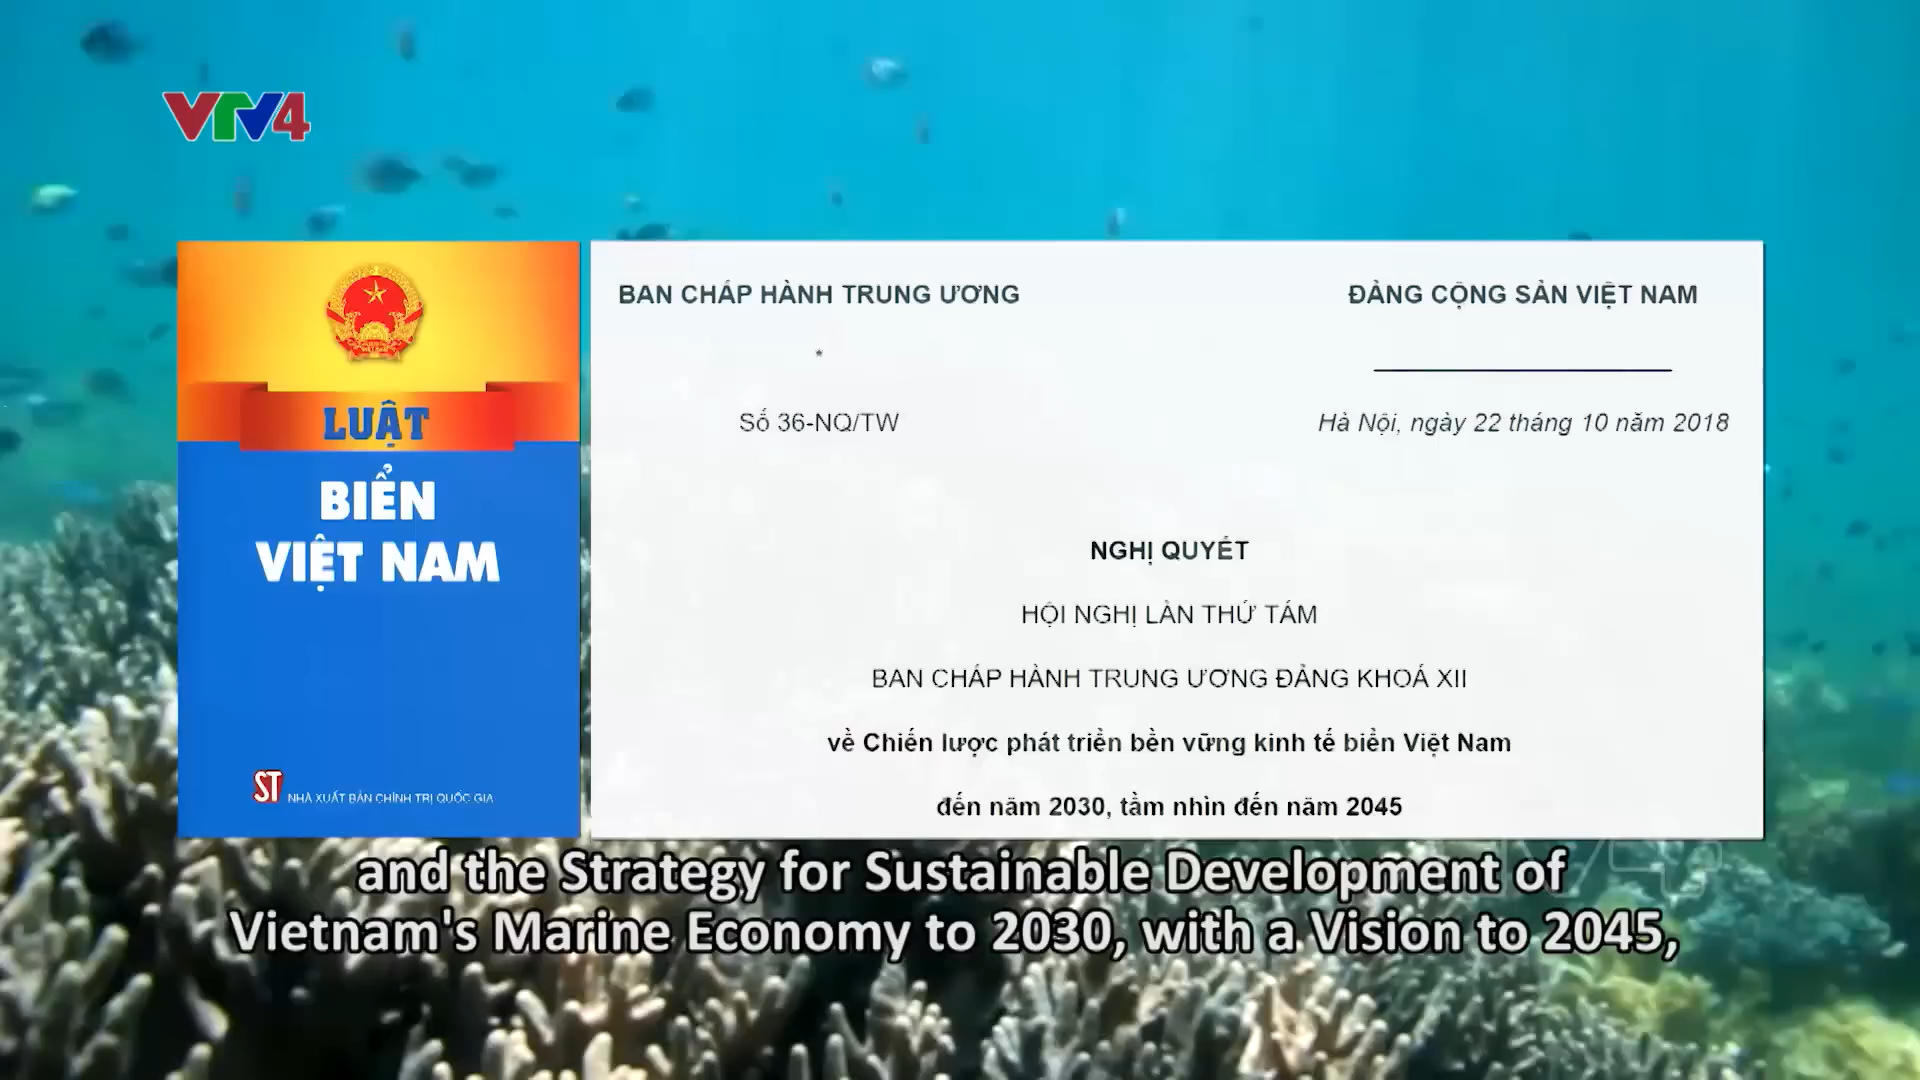 VTV4
LUẬT
BIỂN
VIỆT NAM
ST NHÀ XUẤT BẢN CHÍNH TRỊ QUỐC GIA
BAN CHẤP HÀNH TRUNG ƯƠNG
*
Số 36-NQ/TW
ĐẢNG CỘNG SẢN VIỆT NAM
Hà Nội, ngày 22 tháng 10 năm 2018
NGHỊ QUYẾT
HỘI NGHỊ LẦN THỨ TÁM
BAN CHẤP HÀNH TRUNG ƯƠNG ĐẢNG KHOÁ XII
về Chiến lược phát triển bền vững kinh tế biển Việt Nam
đến năm 2030, tầm nhìn đến năm 2045
and the Strategy for Sustainable Development of
Vietnam's Marine Economy to 2030, with a Vision to 2045,